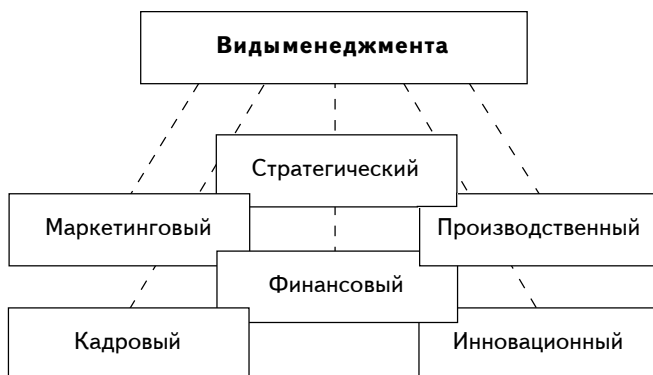 Видыменеджмента
Стратегический
Маркетинговый
Производственный
Финансовый
Кадровый
Инновационный